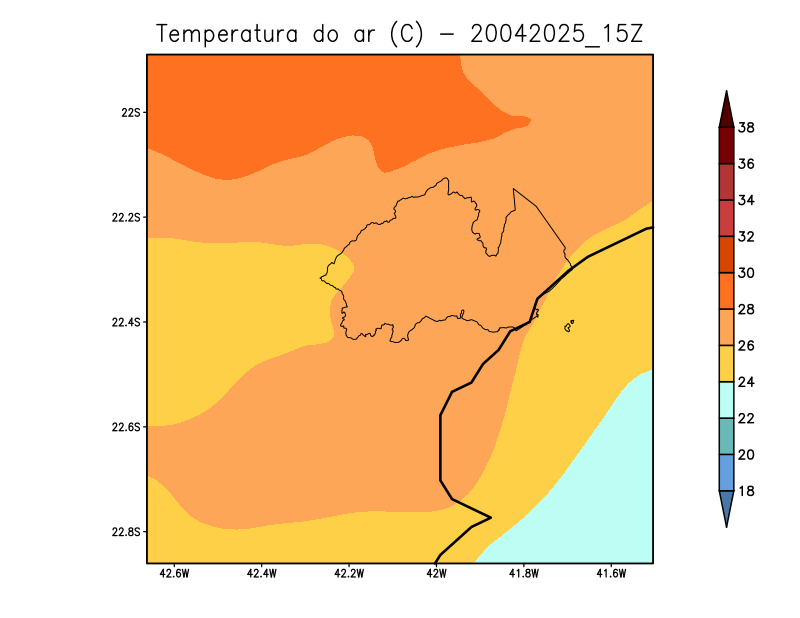 Temperatura do ar (C) - 20042025_15Z
22S
22.2S
22.4S
22.6S
22.8S
42.6W
42.4W
42.2W
42W
41.8W
41.6W
38
36
34
32
30
28
26
24
22
20
18